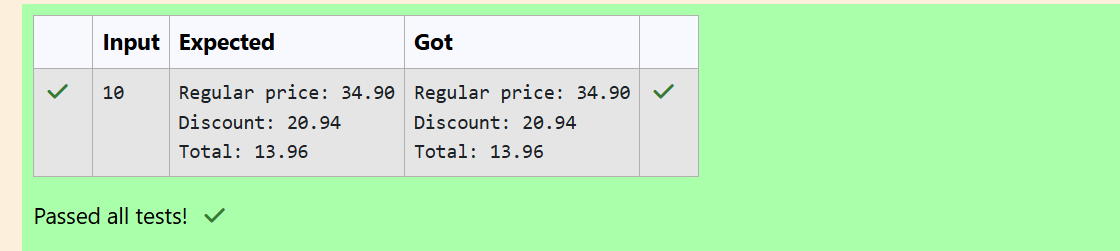 Input Expected Got
10 Regular price: 34.90 Regular price: 34.90
Discount: 20.94 Discount: 20.94
Total: 13.96 Total: 13.96
Passed all tests!